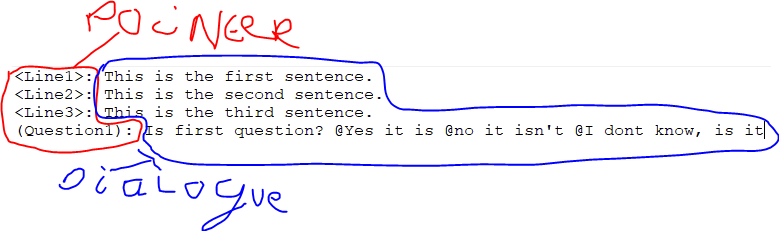 POiNEER
<Line1>: This is the first sentence.
<Line2>: This is the second sentence.
<Line3>: This is the third sentence.
(Question1): Is first question? @Yes it is @no it isn't @I dont know, is it
DiaLOgue